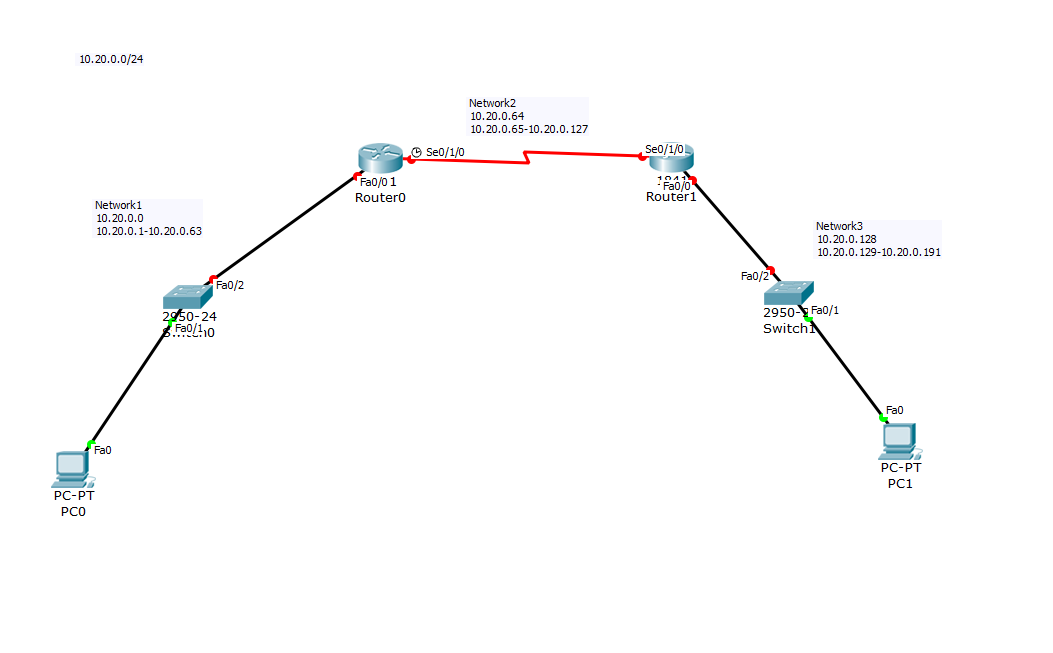 10.20.0.0/24
Network2
10.20.0.64
10.20.0.65-10.20.0.127
Se0/1/0
Se0/1/0
Fa0/0
1
Router0
Fa0/0
Router1
Network1
10.20.0.0
10.20.0.1-10.20.0.63
Network3
10.20.0.128
10.20.0.129-10.20.0.191
Fa0/2
Fa0/2
2950-24
Fa0/1
Fa0/1
Switch1
Fa0
PC-PT
PC0
Fa0
PC-PT
PC1